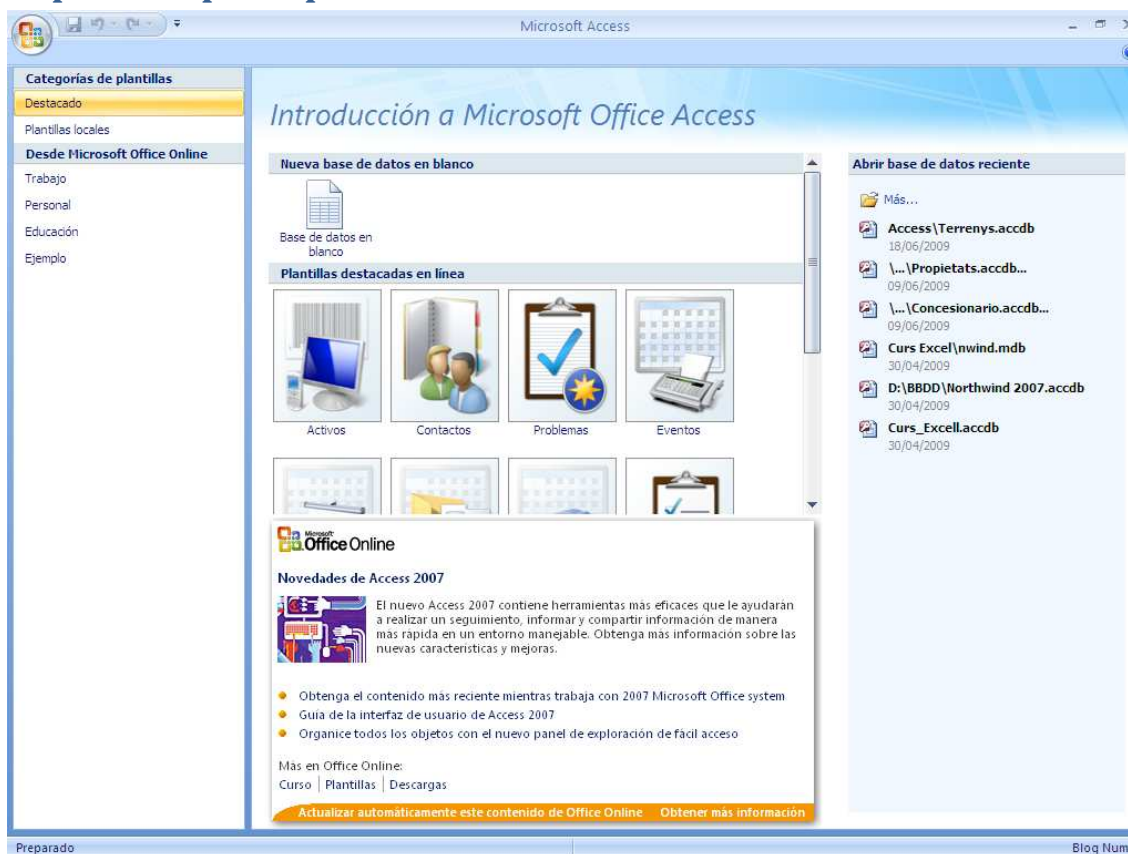 Microsoft Access
Categorías de plantillas
Destacado
Plantillas locales
Desde Microsoft Office Online
Trabajo
Personal
Educación
Ejemplo
Introducción a Microsoft Office Access
Nueva base de datos en blanco
Base de datos en
blanco
Plantillas destacadas en línea
Activos
Contactos
Problemas
Eventos
Microsoft
Office Online
Novedades de Access 2007
El nuevo Access 2007 contiene herramientas más eficaces que le ayudarán
a realizar un seguimiento, informar y compartir información de manera
más rápida en un entorno manejable. Obtenga más información sobre las
nuevas características y mejoras.
Obtenga el contenido más reciente mientras trabaja con 2007 Microsoft Office system
Guía de la interfaz de usuario de Access 2007
Organice todos los objetos con el nuevo panel de exploración de fácil acceso
Más en Office Online:
Curso | Plantillas | Descargas
Actualizar automáticamente este contenido de Office Online Obtener más información
Abrir base de datos reciente
Más...
Access\Terrenys.accdb
18/06/2009
\...\Propietats.accdb...
09/06/2009
\...\Concesionario.accdb...
09/06/2009
Curs Excel\nwind.mdb
30/04/2009
D:\BBDD\Northwind 2007.accdb
30/04/2009
Curs_Excell.accdb
30/04/2009
Preparado
Bloq Num